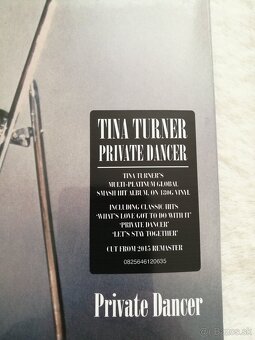 TINA TURNER
PRIVATE DANCER
TINA TURNER'S
MULTI-PLATINUM GLOBAL
SMASH HIT ALBUM, ON 180G VINYL
INCLUDING CLASSIC HITS
'WHAT'S LOVE GOT TO DO WITH IT'
'PRIVATE DANCER'
'LET'S STAY TOGETHER'
CUT FROM 2015 REMASTER
0825646120635
Private Dancer